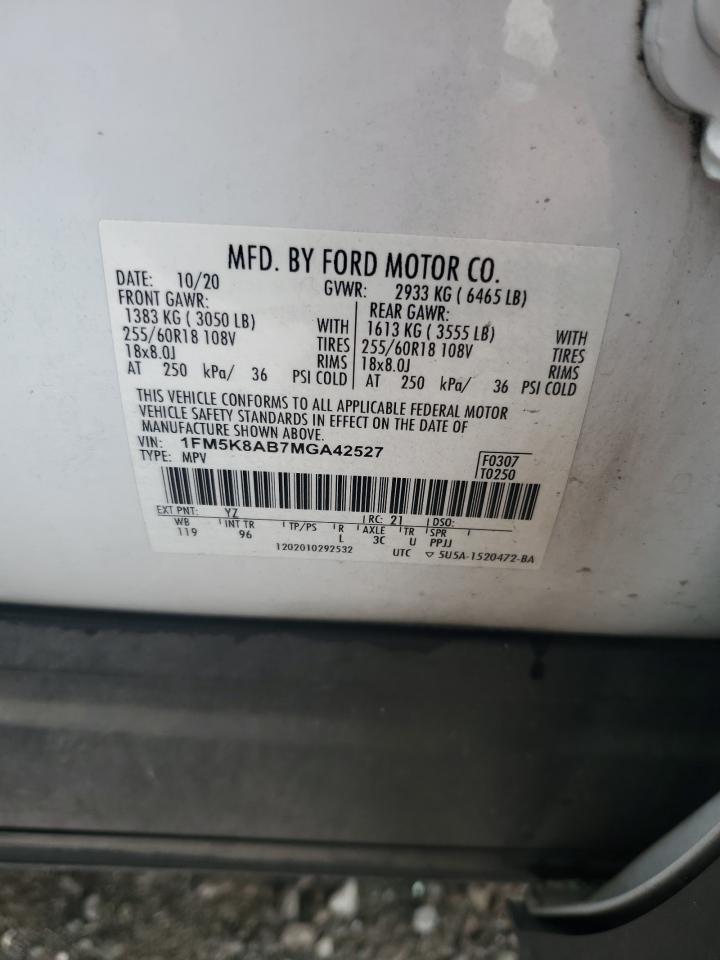 MFD. BY FORD MOTOR CO.
DATE: 10/20 GVWR: 2933 KG ( 6465 LB)
FRONT GAWR: REAR GAWR:
1383 KG ( 3050 LB) WITH 1613 KG ( 3555 LB) WITH
255/60R18 108V TIRES 255/60R18 108V TIRES
18x8.0J RIMS 18x8.0J RIMS
AT 250 kPa/ 36 PSI COLD AT 250 kPa/ 36 PSI COLD
THIS VEHICLE CONFORMS TO ALL APPLICABLE FEDERAL MOTOR
VEHICLE SAFETY STANDARDS IN EFFECT ON THE DATE OF
MANUFACTURE SHOWN ABOVE.
VIN: 1FM5K8AB7MGA42527 F0307
TYPE: MPV T0250
EXT PNT: YZ RC: 21 DSO:
WB INT TR TP/PS R AXLE TR SPR
119 96 L 3C U PPJJ
1202010292532 UTC ▽ 5U5A-1520472-BA